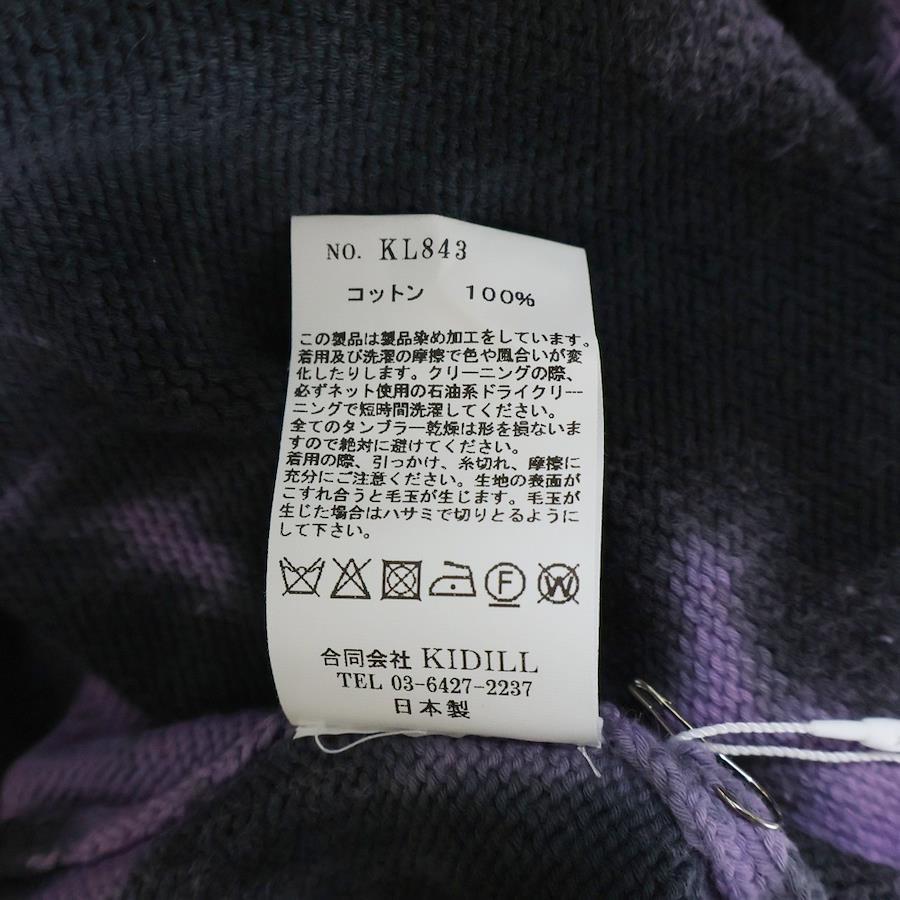 NO. KL843
コットン 100%
この製品は製品染め加工をしています。
着用及び洗濯の摩擦で色や風合いが変
化したりします。クリーニングの際、
必ずネット使用の石油系ドライクリー
ニングで短時間洗濯してください。
全てのタンブラー乾燥は形を損ないま
すので絶対に避けてください。
着用の際、引っかけ、糸切れ、摩擦に
充分にご注意ください。生地の表面が
こすれ合うと毛玉が生じます。毛玉が
生じた場合はハサミで切りとるように
して下さい。
F W
合同会社 KIDILL
TEL 03-6427-2237
日本製